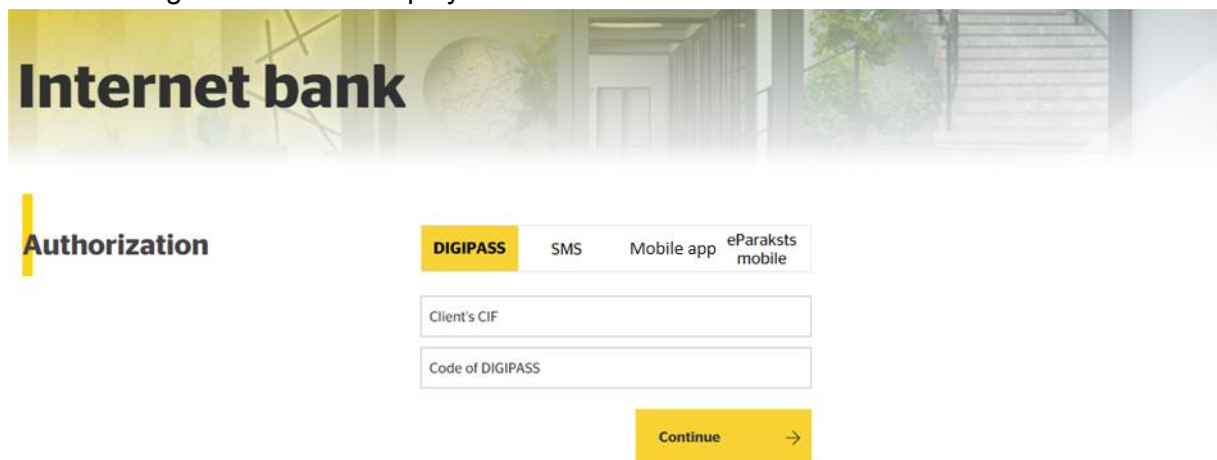 Internet bank
Authorization
DIGIPASS SMS Mobile app eParaksts mobile
Client's CIF
Code of DIGIPASS
Continue